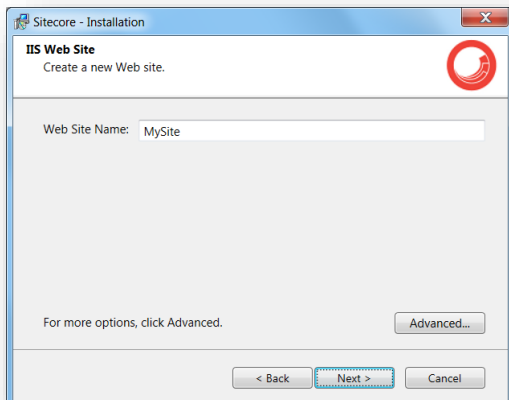 Sitecore - Installation
IIS Web Site
Create a new Web site.
Web Site Name: MySite
For more options, click Advanced. Advanced...
< Back Next > Cancel